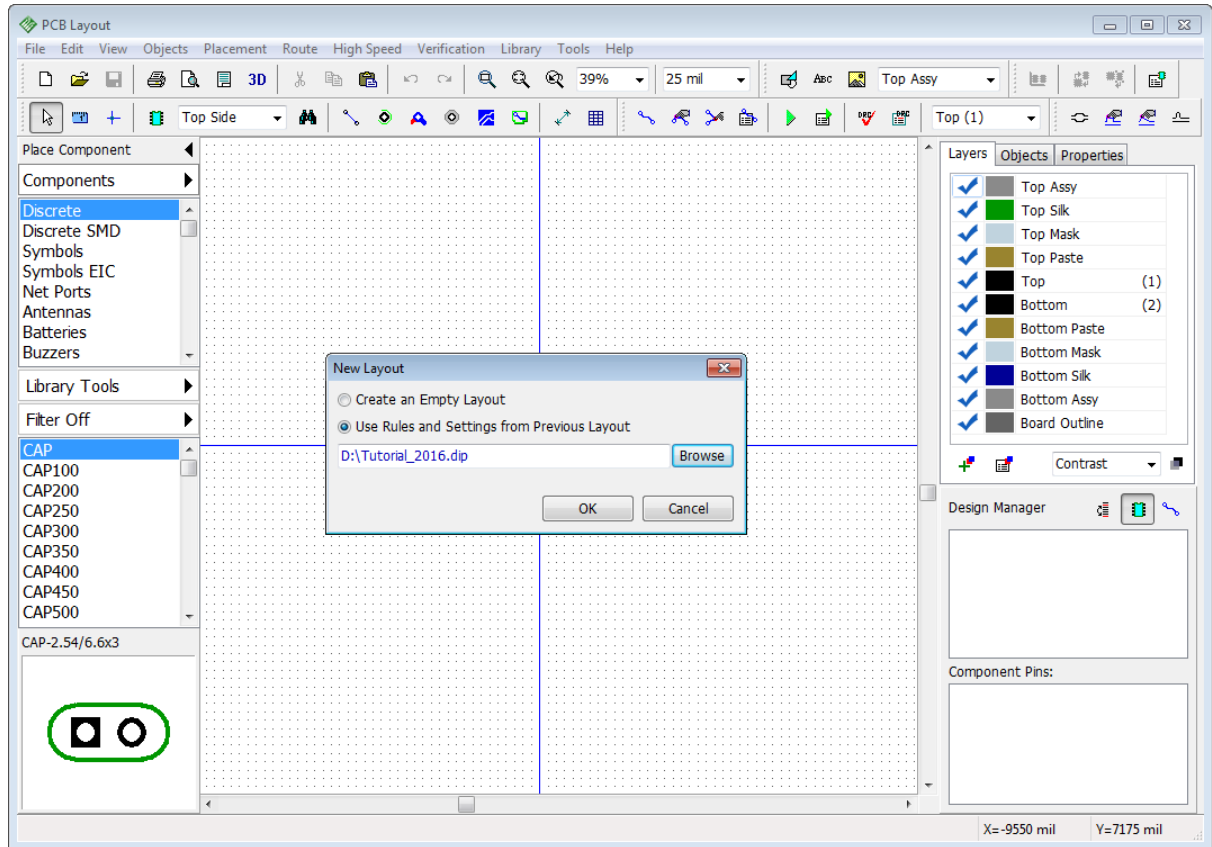 PCB Layout
File Edit View Objects Placement Route High Speed Verification Library Tools Help
3D 39% 25 mil ABC Top Assy
Top Side DRC DRC Top (1)
Place Component
Components
Discrete
Discrete SMD
Symbols
Symbols EIC
Net Ports
Antennas
Batteries
Buzzers
Library Tools
Filter Off
CAP
CAP100
CAP200
CAP250
CAP300
CAP350
CAP400
CAP450
CAP500
CAP-2.54/6.6x3
New Layout
Create an Empty Layout
Use Rules and Settings from Previous Layout
D:\Tutorial_2016.dip Browse
OK Cancel
Layers Objects Properties
Top Assy
Top Silk
Top Mask
Top Paste
Top (1)
Bottom (2)
Bottom Paste
Bottom Mask
Bottom Silk
Bottom Assy
Board Outline
Contrast
Design Manager
Component Pins:
X=-9550 mil Y=7175 mil